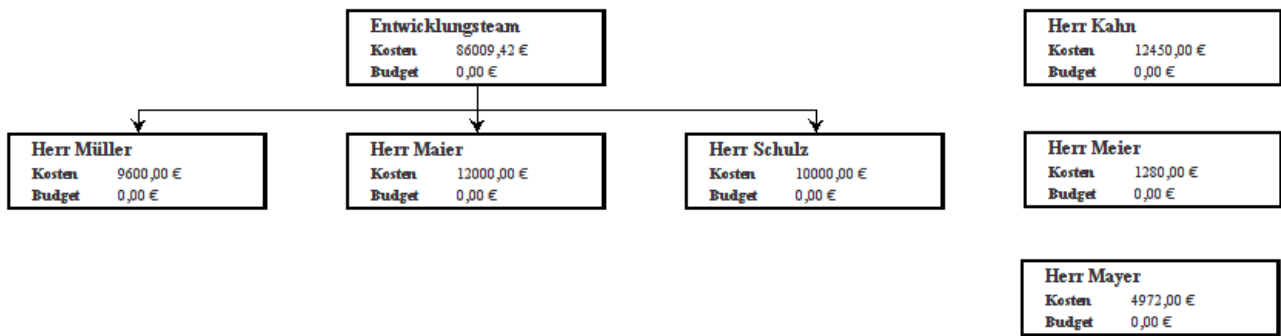 Entwicklungsteam
Kosten 86009,42 €
Budget 0,00 €
Herr Kahn
Kosten 12450,00 €
Budget 0,00 €
Herr Müller
Kosten 9600,00 €
Budget 0,00 €
Herr Maier
Kosten 12000,00 €
Budget 0,00 €
Herr Schulz
Kosten 10000,00 €
Budget 0,00 €
Herr Meier
Kosten 1280,00 €
Budget 0,00 €
Herr Mayer
Kosten 4972,00 €
Budget 0,00 €